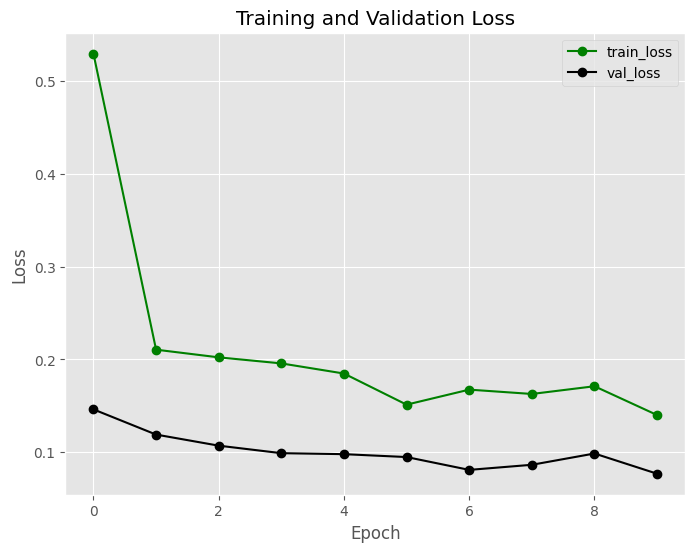 Training and Validation Loss
train_loss
val_loss
0.5
0.4
0.3
0.2
0.1
Loss
0 2 4 6 8
Epoch